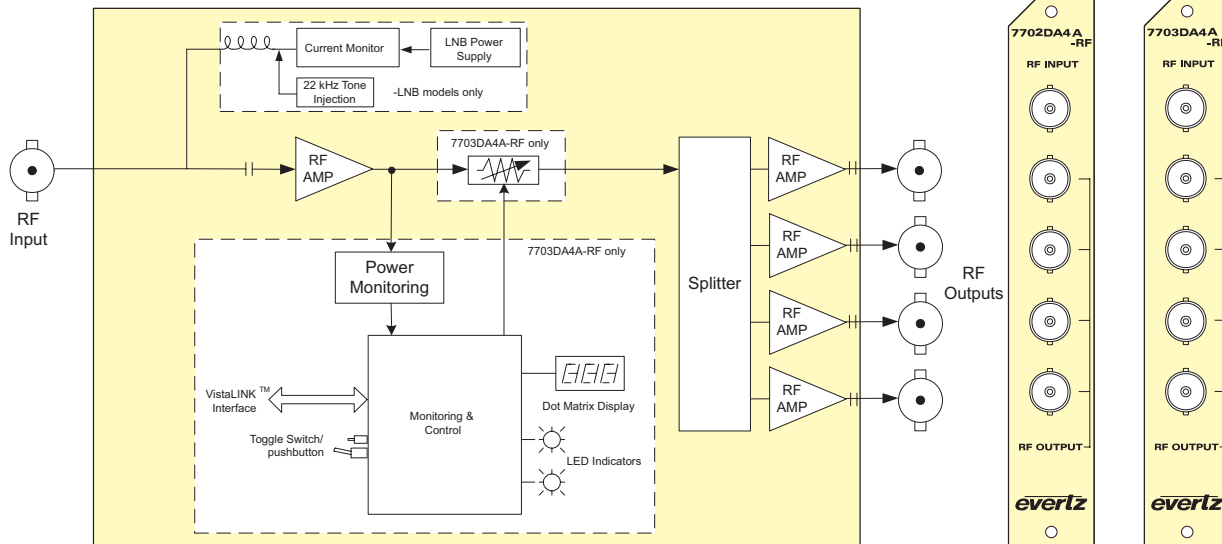 Current Monitor
LNB Power
Supply
22 kHz Tone
Injection
-LNB models only
RF
Input
RF
AMP
7703DA4A-RF only
Splitter
RF
AMP
RF
AMP
RF
AMP
RF
AMP
RF
Outputs
7703DA4A-RF only
Power
Monitoring
Monitoring &
Control
VistaLINK TM
Interface
Toggle Switch/
pushbutton
Dot Matrix Display
LED Indicators
7702DA4A
-RF
RF INPUT
RF OUTPUT
evertz
7703DA4A
RF INPUT
RF OUTPUT
evertz